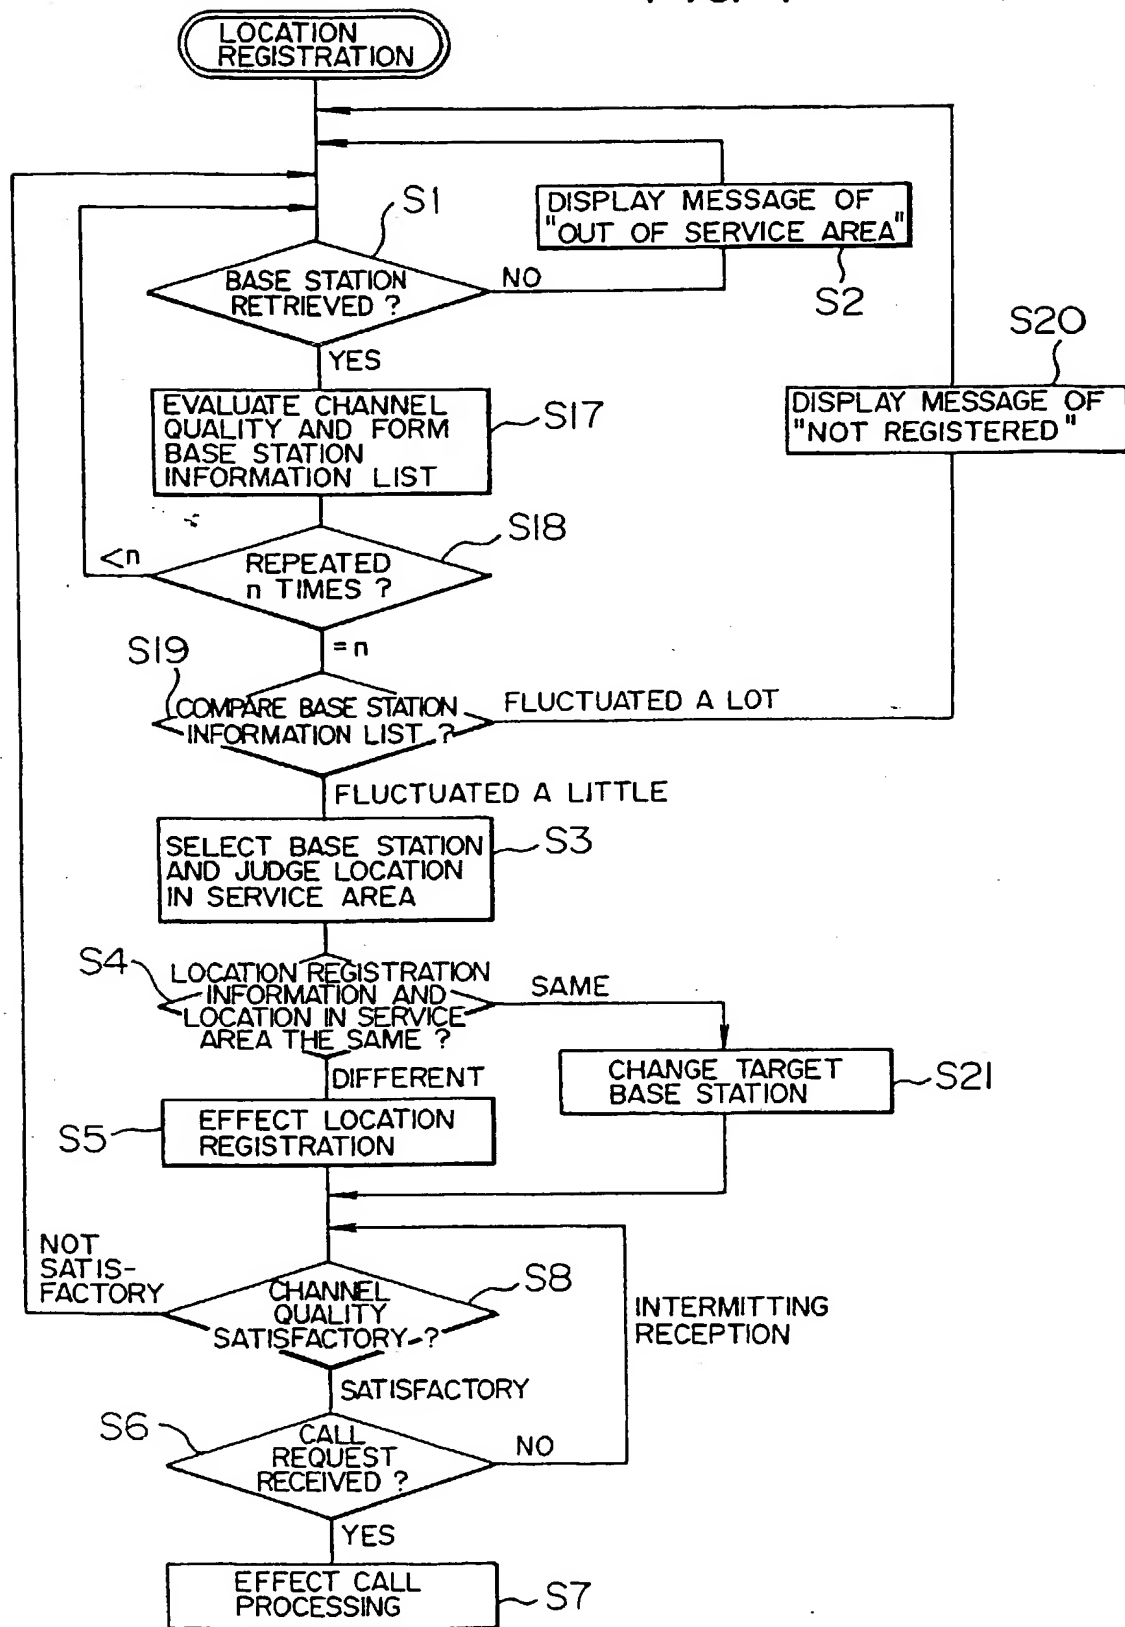 LOCATION
REGISTRATION
S1
DISPLAY MESSAGE OF
"OUT OF SERVICE AREA"
S2
BASE STATION
RETRIEVED ?
NO
YES
S20
DISPLAY MESSAGE OF
"NOT REGISTERED"
EVALUATE CHANNEL
QUALITY AND FORM
BASE STATION
INFORMATION LIST
S17
S18
<n
REPEATED
n TIMES ?
=n
S19
COMPARE BASE STATION
INFORMATION LIST ?
FLUCTUATED A LOT
FLUCTUATED A LITTLE
SELECT BASE STATION
AND JUDGE LOCATION
IN SERVICE AREA
S3
S4
LOCATION REGISTRATION
INFORMATION AND
LOCATION IN SERVICE
AREA THE SAME ?
SAME
DIFFERENT
CHANGE TARGET
BASE STATION
S21
S5
EFFECT LOCATION
REGISTRATION
NOT
SATIS-
FACTORY
CHANNEL
QUALITY
SATISFACTORY ?
S8
INTERMITTING
RECEPTION
SATISFACTORY
S6
CALL
REQUEST
RECEIVED ?
NO
YES
EFFECT CALL
PROCESSING
S7